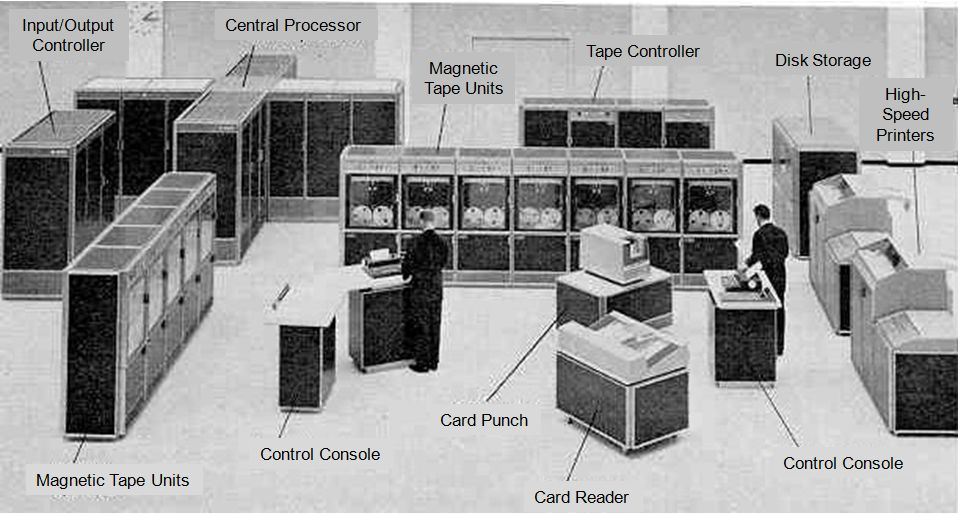 Input/Output
Controller
Central Processor
Magnetic
Tape Units
Tape Controller
Disk Storage
High-
Speed
Printers
Magnetic Tape Units
Control Console
Card Punch
Card Reader
Control Console